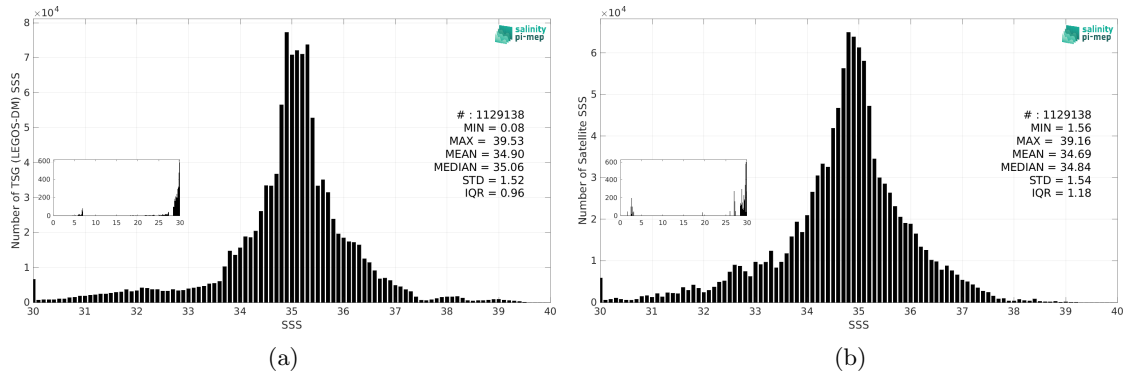 ×10⁴
8
7
6
5
4
3
2
1
0
Number of TSG (LEGOS-DM) SSS
salinity
pi-mep
# : 1129138
MIN = 0.08
MAX = 39.53
MEAN = 34.90
MEDIAN = 35.06
STD = 1.52
IQR = 0.96
600
400
200
0
0 5 10 15 20 25 30
30 31 32 33 34 35 36 37 38 39 40
SSS
(a)
×10⁴
6
5
4
3
2
1
0
Number of Satellite SSS
salinity
pi-mep
# : 1129138
MIN = 1.56
MAX = 39.16
MEAN = 34.69
MEDIAN = 34.84
STD = 1.54
IQR = 1.18
600
400
200
0
0 5 10 15 20 25 30
30 31 32 33 34 35 36 37 38 39 40
SSS
(b)